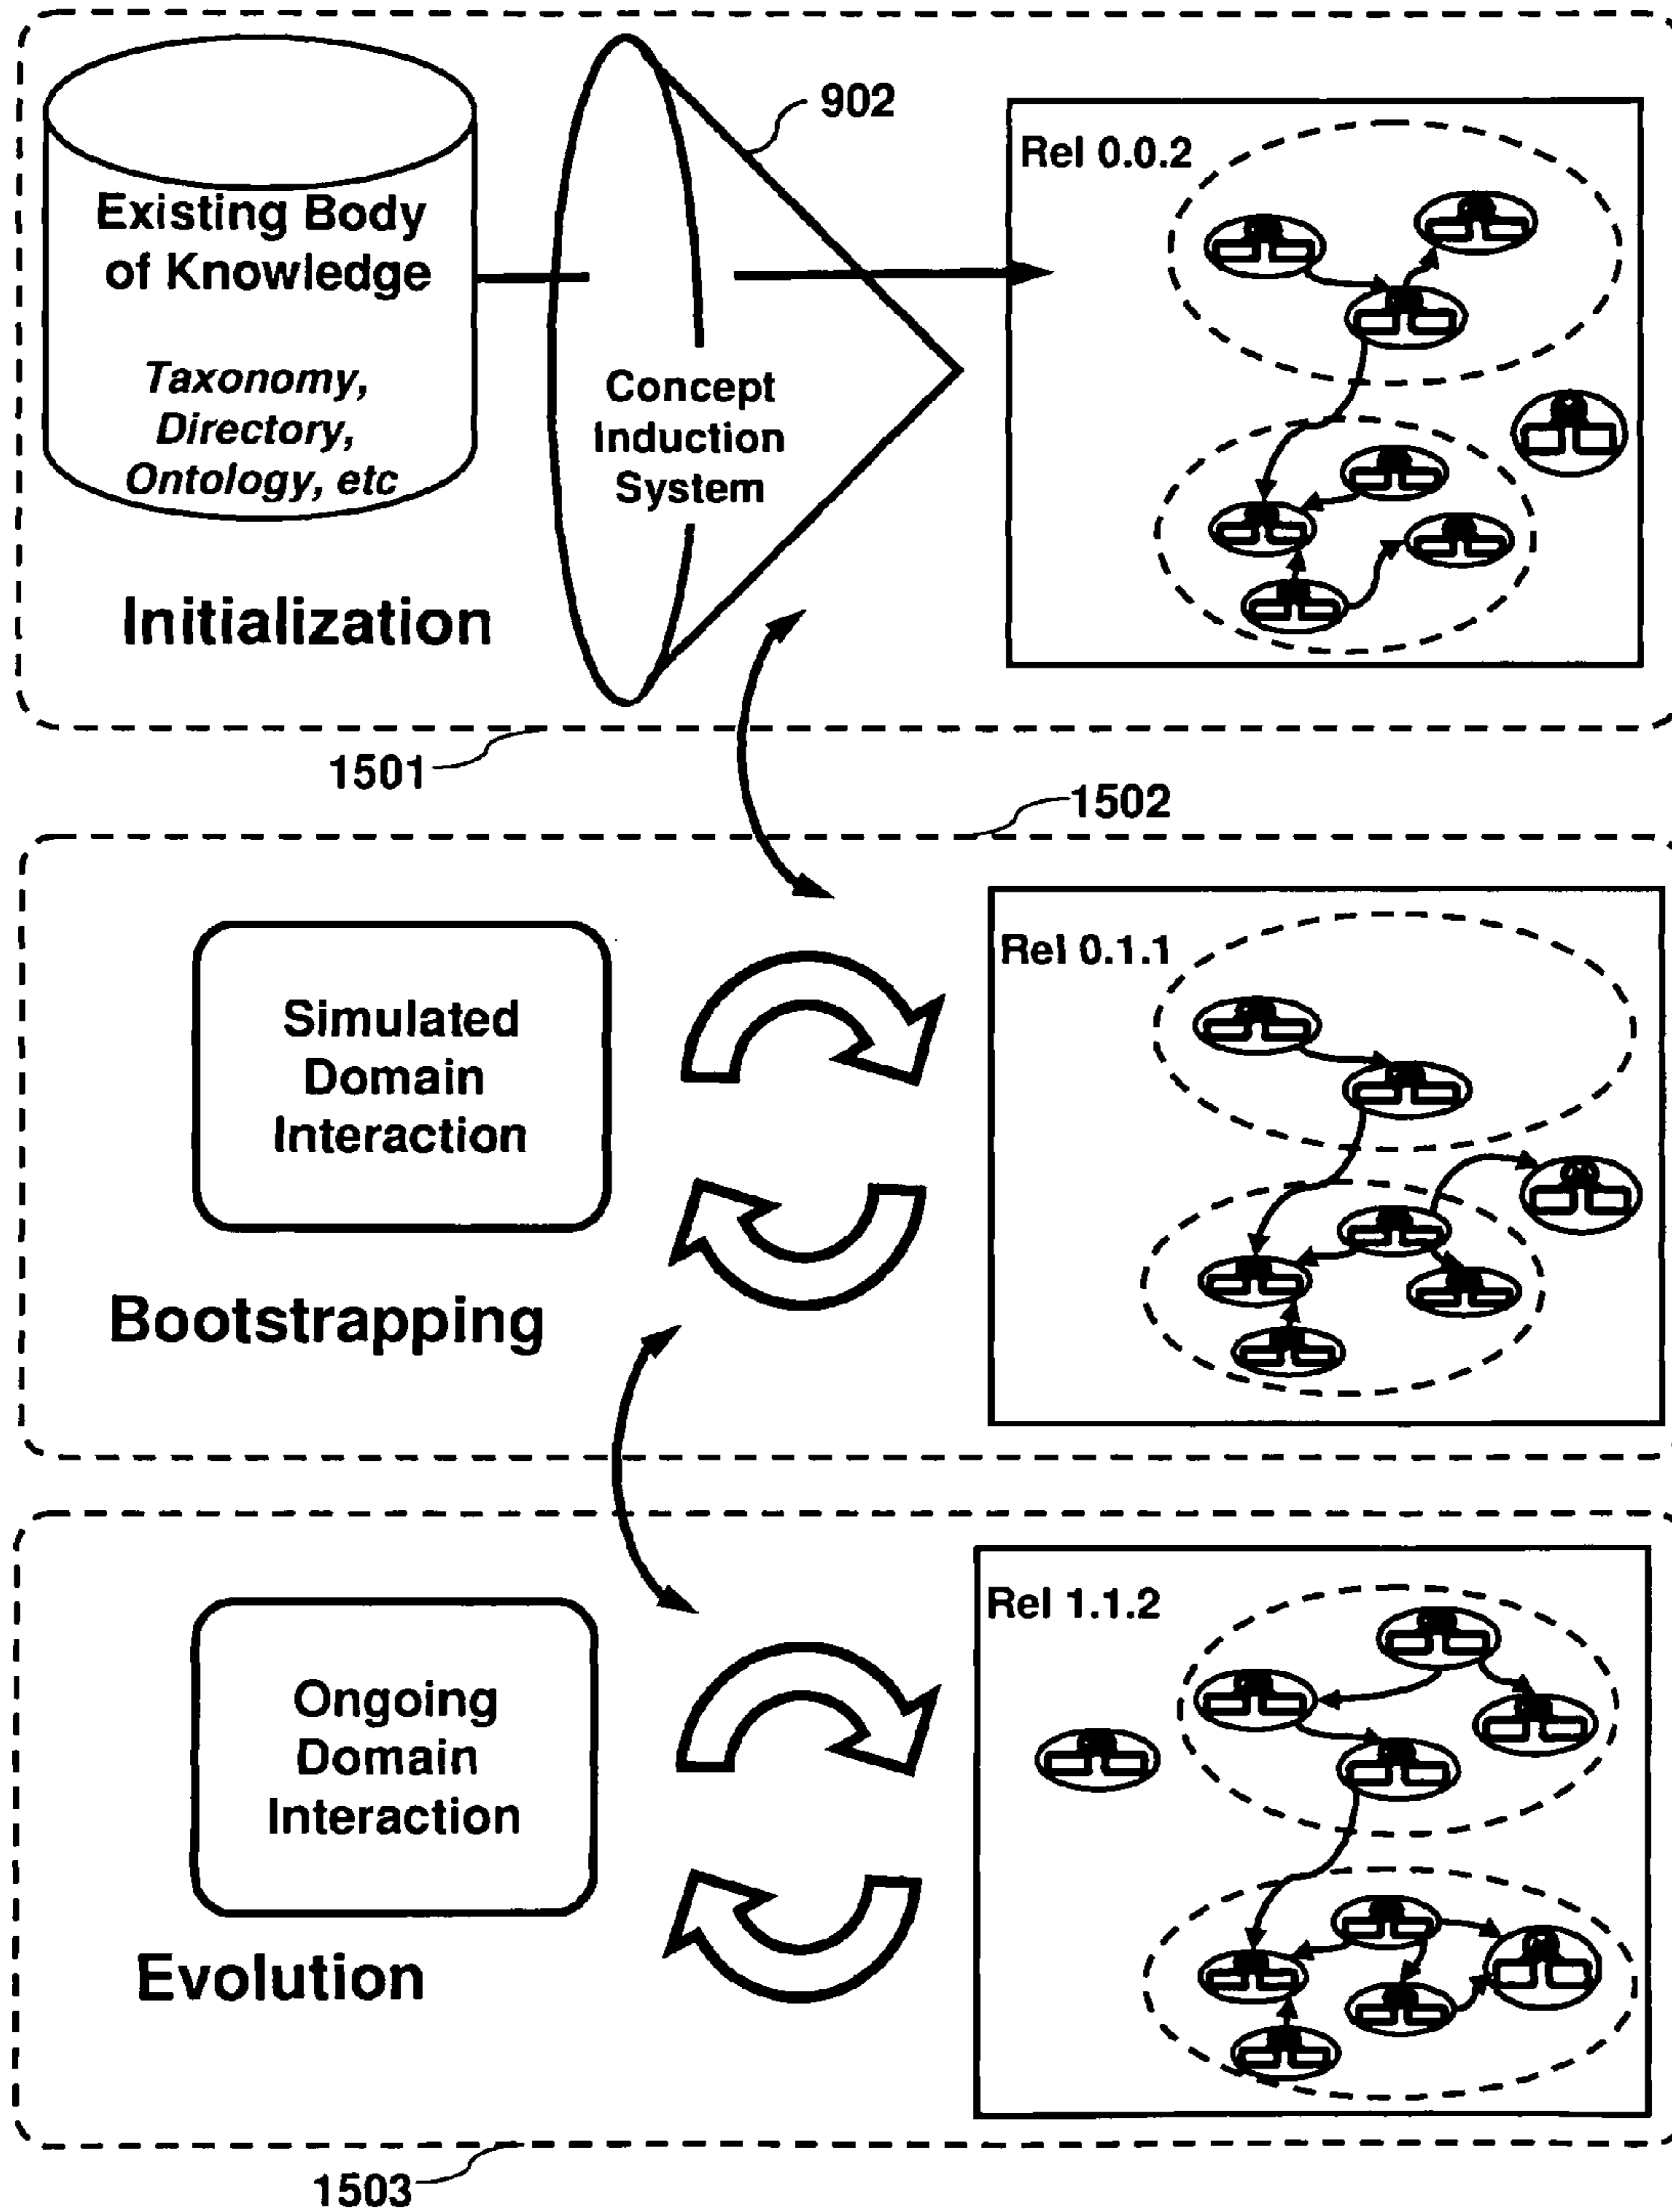 902
Rel 0.0.2
Existing Body
of Knowledge
Taxonomy,
Directory,
Ontology, etc
Concept
Induction
System
Initialization
1501
1502
Rel 0.1.1
Simulated
Domain
Interaction
Bootstrapping
Rel 1.1.2
Ongoing
Domain
Interaction
Evolution
1503